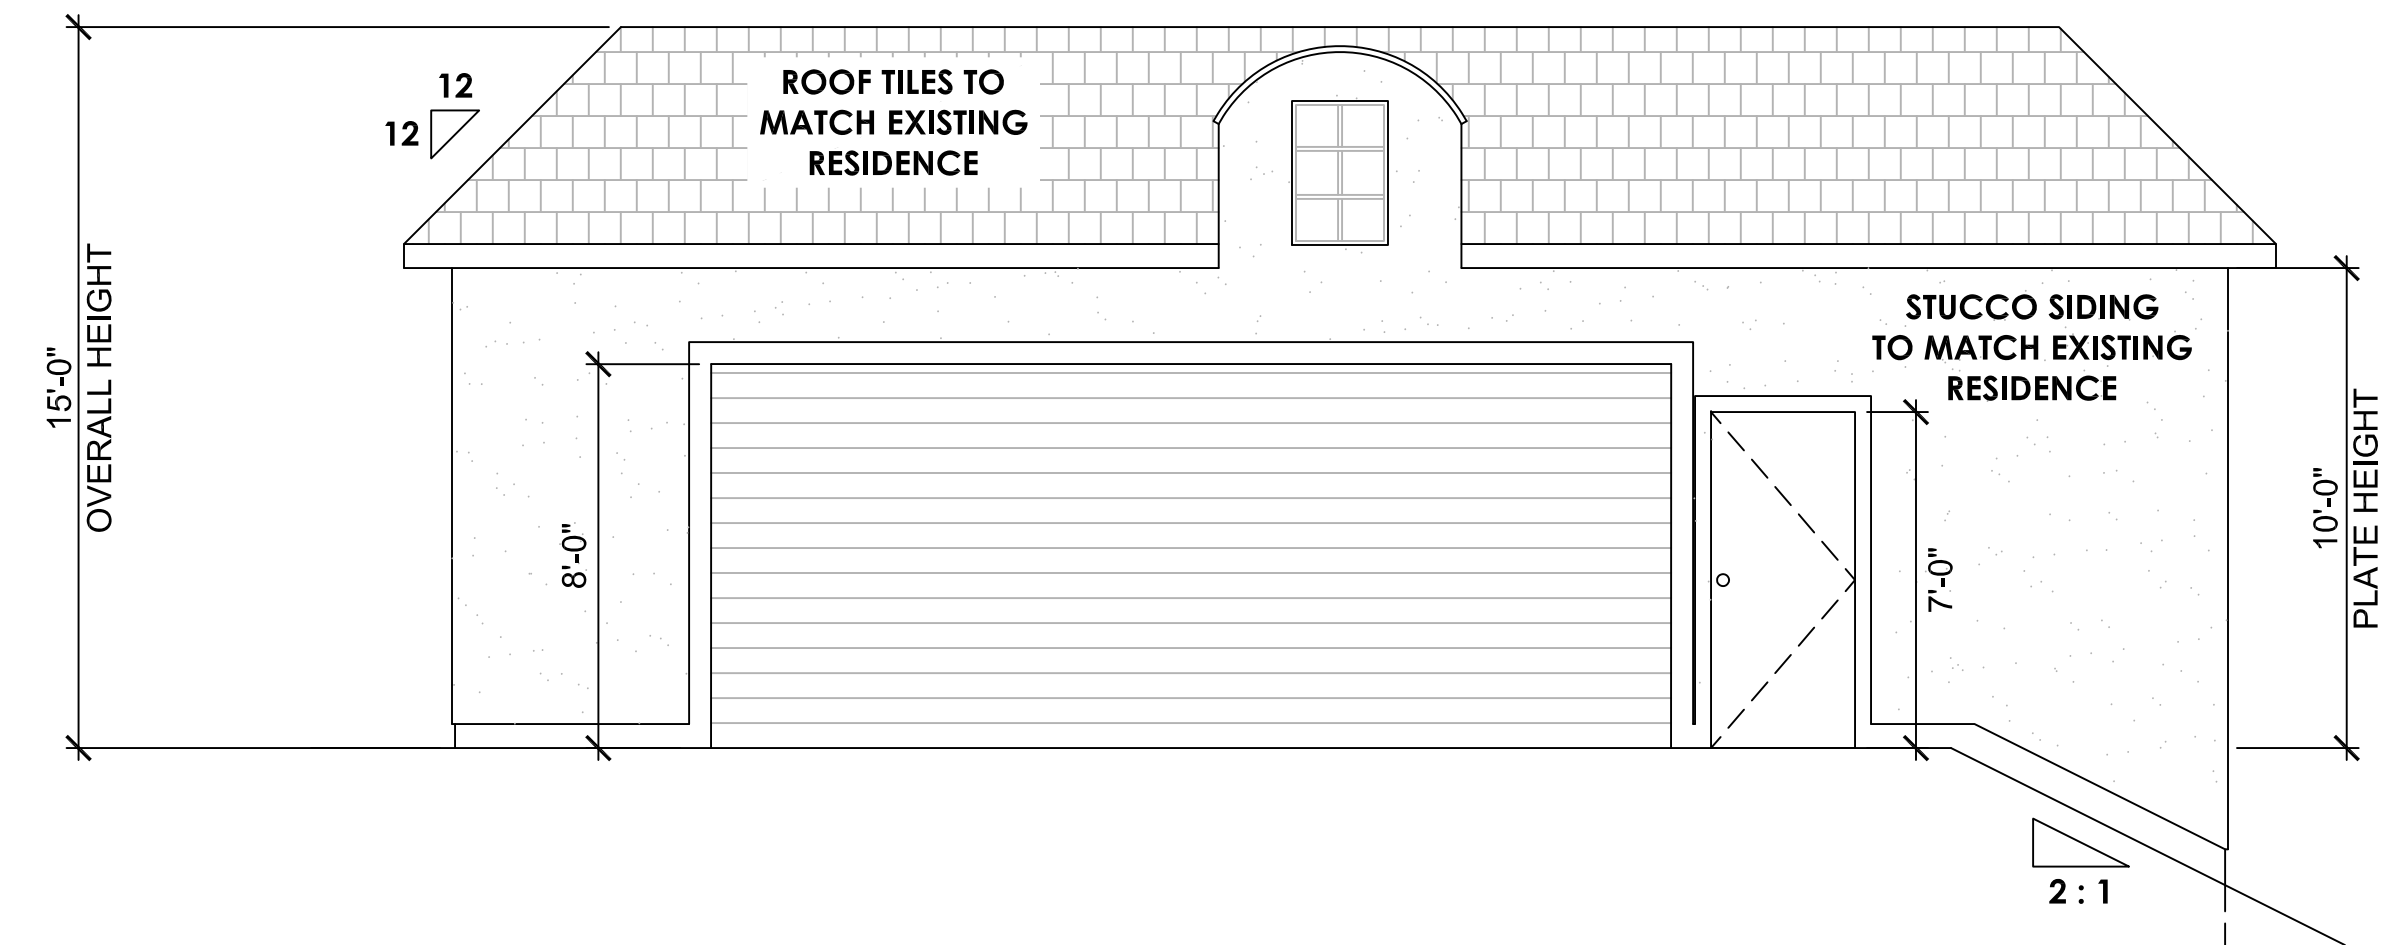 12
12
ROOF TILES TO
MATCH EXISTING
RESIDENCE
15'-0"
OVERALL HEIGHT
STUCCO SIDING
TO MATCH EXISTING
RESIDENCE
8'-0"
7'-0"
10'-0"
PLATE HEIGHT
2 : 1